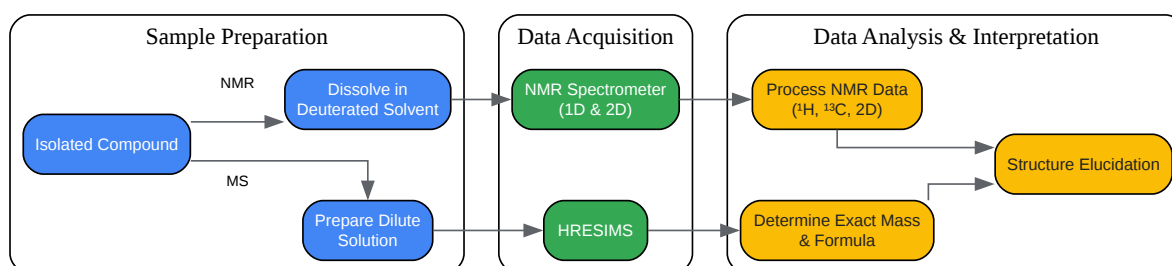 Sample Preparation
Data Acquisition
Data Analysis & Interpretation
NMR
Dissolve in
Deuterated Solvent
NMR Spectrometer
(1D & 2D)
Process NMR Data
(¹H, ¹³C, 2D)
Isolated Compound
Structure Elucidation
MS
Prepare Dilute
Solution
HRESIMS
Determine Exact Mass
& Formula